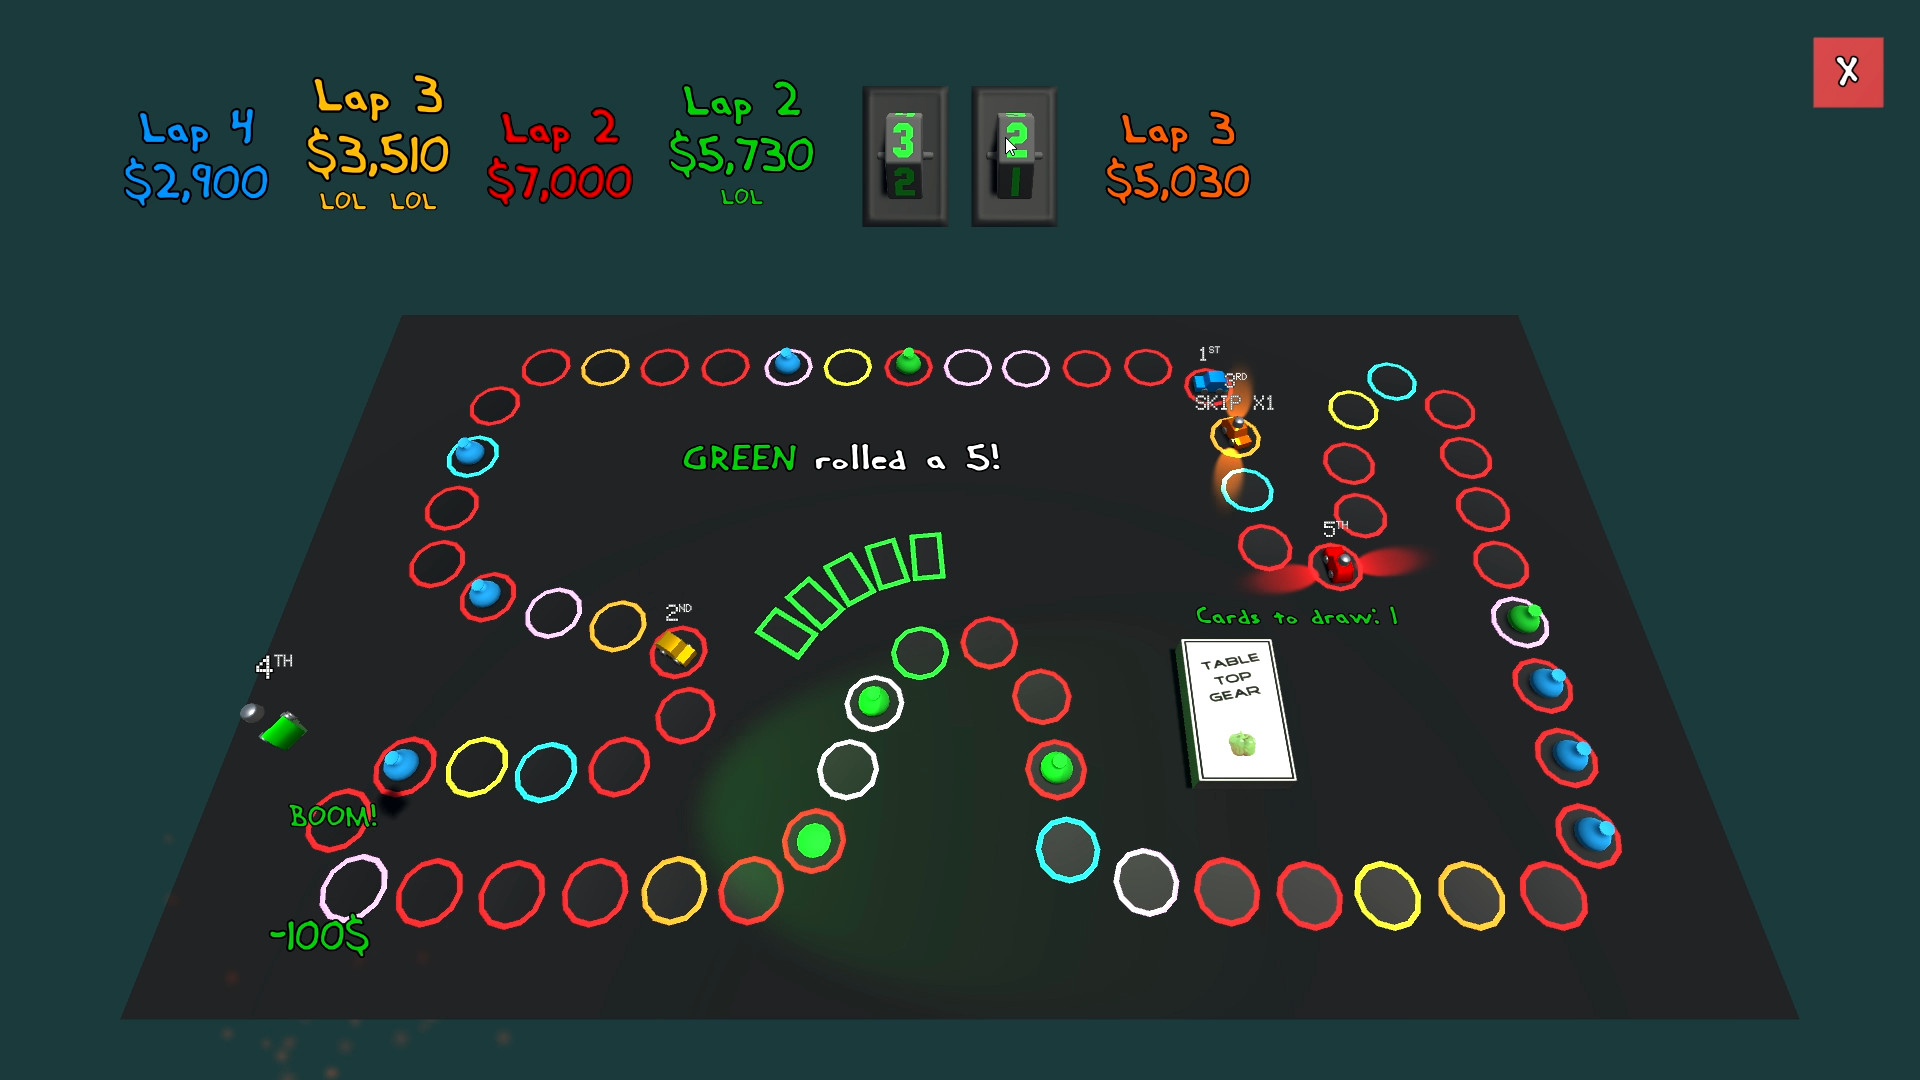 X
Lap 4
$2,900
Lap 3
$3,510
LOL LOL
Lap 2
$7,000
Lap 2
$5,730
LOL
3
2
2
1
Lap 3
$5,030
1ST
3RD
SKIP X1
GREEN rolled a 5!
5TH
2ND
Cards to draw: 1
4TH
TABLE
TOP
GEAR
BOOM!
-100$